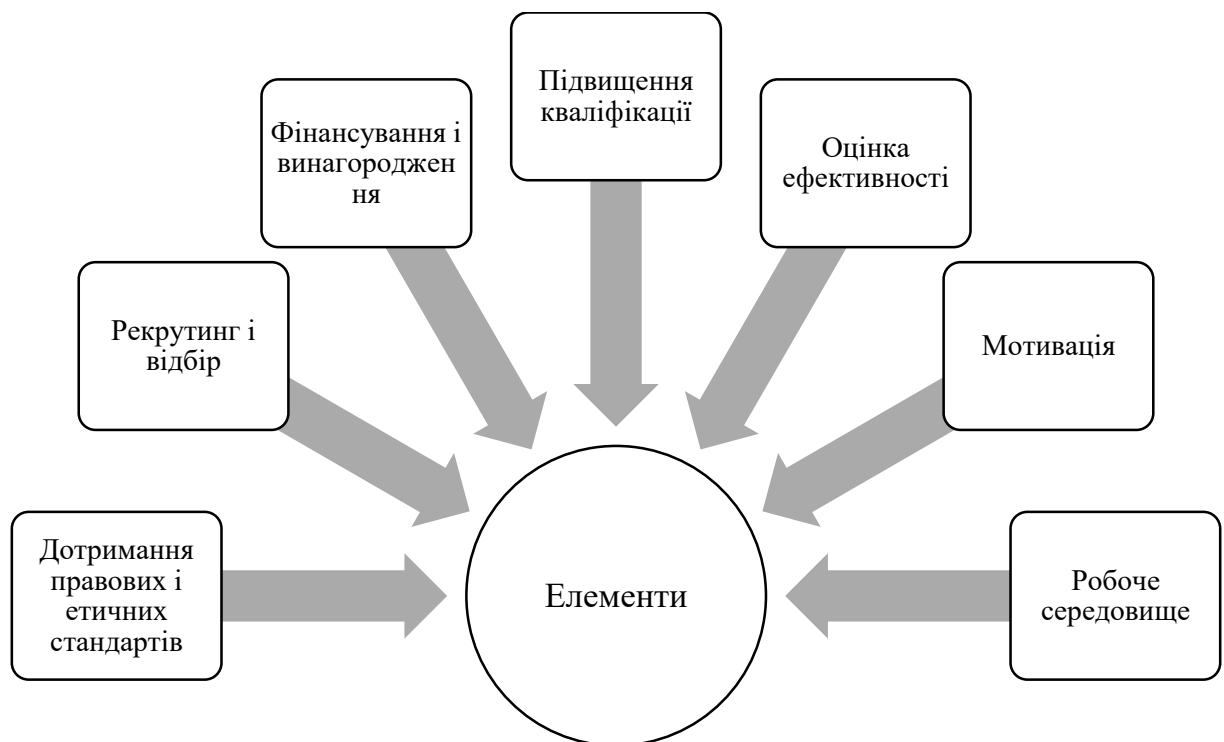 Підвищення
кваліфікації
Фінансування і
винагороджен
ня
Оцінка
ефективності
Рекрутинг і
відбір
Мотивація
Дотримання
правових і
етичних
стандартів
Елементи
Робоче
середовище